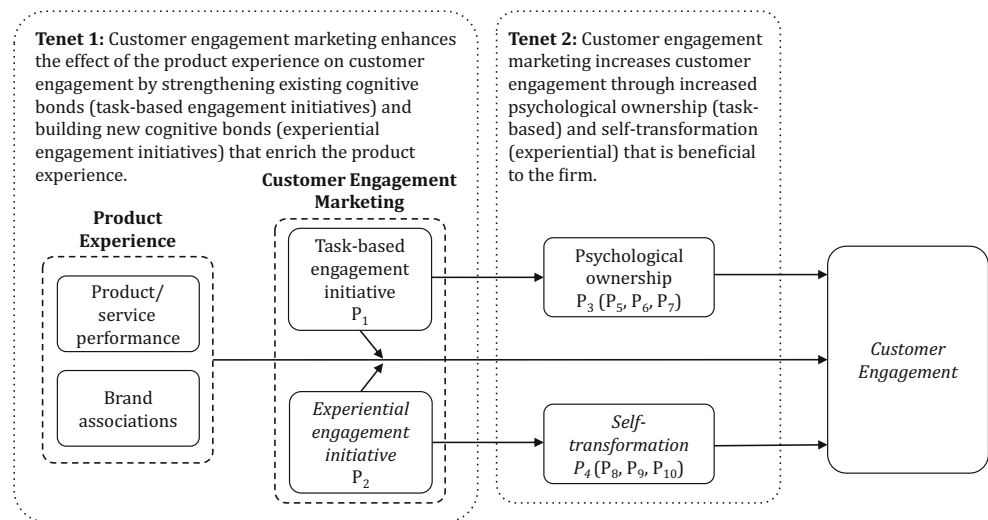 Tenet 1: Customer engagement marketing enhances
the effect of the product experience on customer
engagement by strengthening existing cognitive
bonds (task-based engagement initiatives) and
building new cognitive bonds (experiential
engagement initiatives) that enrich the product
experience.
Tenet 2: Customer engagement
marketing increases customer
engagement through increased
psychological ownership (task-
based) and self-transformation
(experiential) that is beneficial
to the firm.
Product
Experience
Product/
service
performance
Brand
associations
Customer Engagement
Marketing
Task-based
engagement
initiative
P1
Experiential
engagement
initiative
P2
Psychological
ownership
P3 (P5, P6, P7)
Self-
transformation
P4 (P8, P9, P10)
Customer
Engagement